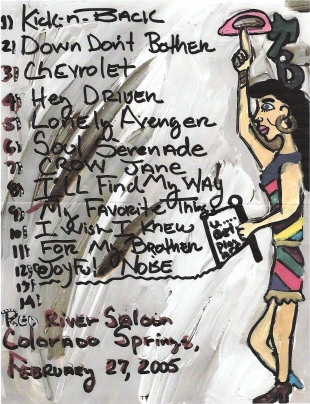 1) Kick-n-Back
2) Down Don't Bother
3) Chevrolet
4) Hey Driver
5) Lonely Avenger
6) Soul Serenade
7) Crow Jane
8) I'll Find My Way
9) My Favorite Thing
10) I Wish I Knew
11) For My Brother
12) Joyful Noise
13)
14)
Red River Saloon
Colorado Springs,
February 27, 2005